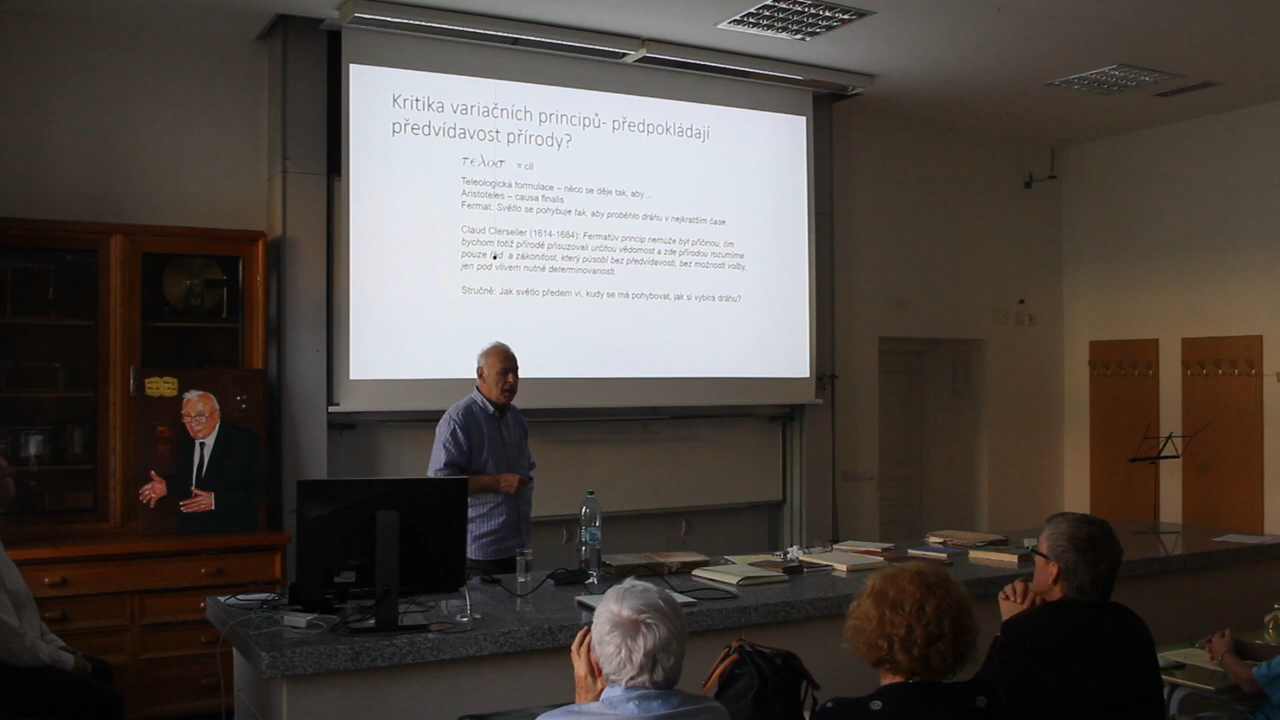 Kritika variačních principů- předpokládají
předvídavost přírody?
τελοσ = cíl
Teleologická formulace – něco se děje tak, aby...
Aristoteles – causa finalis
Fermat: Světlo se pohybuje tak, aby proběhlo dráhu v nejkratším čase.
Claud Clerselier (1614-1684): Fermatův princip nemůže být příčinou, tím
bychom totiž přírodě přisuzovali určitou vědomost a zde přírodou rozumíme
pouze řád a zákonitost, který působí bez předvídavosti, bez možnosti volby,
jen pod vlivem nutné determinovanosti.
Stručně: Jak světlo předem ví, kudy se má pohybovat, jak si vybírá dráhu?